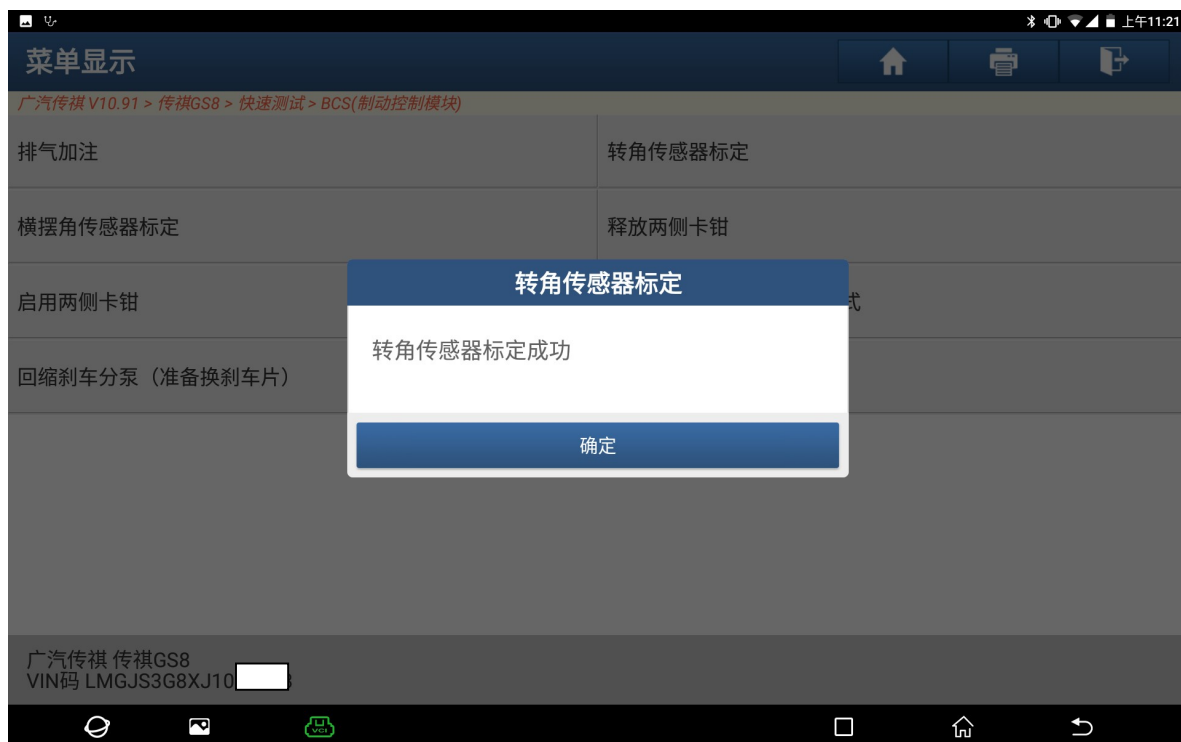 上午11:21
菜单显示
广汽传祺 V10.91 > 传祺GS8 > 快速测试 > BCS(制动控制模块)
排气加注
转角传感器标定
横摆角传感器标定
释放两侧卡钳
启用两侧卡钳
式
回缩刹车分泵（准备换刹车片）
转角传感器标定
转角传感器标定成功
确定
广汽传祺 传祺GS8
VIN码 LMGJS3G8XJ10
VCI